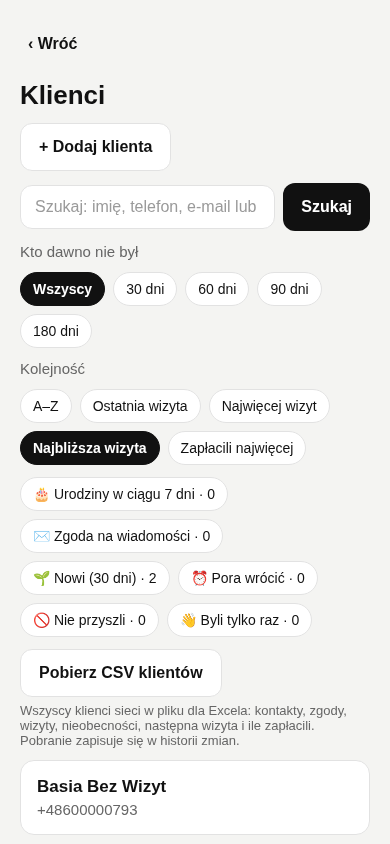 ‹ Wróć
Klienci
+ Dodaj klienta
Szukaj: imię, telefon, e-mail lub
Szukaj
Kto dawno nie był
Wszyscy
30 dni
60 dni
90 dni
180 dni
Kolejność
A–Z
Ostatnia wizyta
Najwięcej wizyt
Najbliższa wizyta
Zapłacili najwięcej
🎂 Urodziny w ciągu 7 dni · 0
✉️ Zgoda na wiadomości · 0
🌱 Nowi (30 dni) · 2
⏰ Pora wrócić · 0
🚫 Nie przyszli · 0
👋 Byli tylko raz · 0
Pobierz CSV klientów
Wszyscy klienci sieci w pliku dla Excela: kontakty, zgody,
wizyty, nieobecności, następna wizyta i ile zapłacili.
Pobranie zapisuje się w historii zmian.
Basia Bez Wizyt
+48600000793